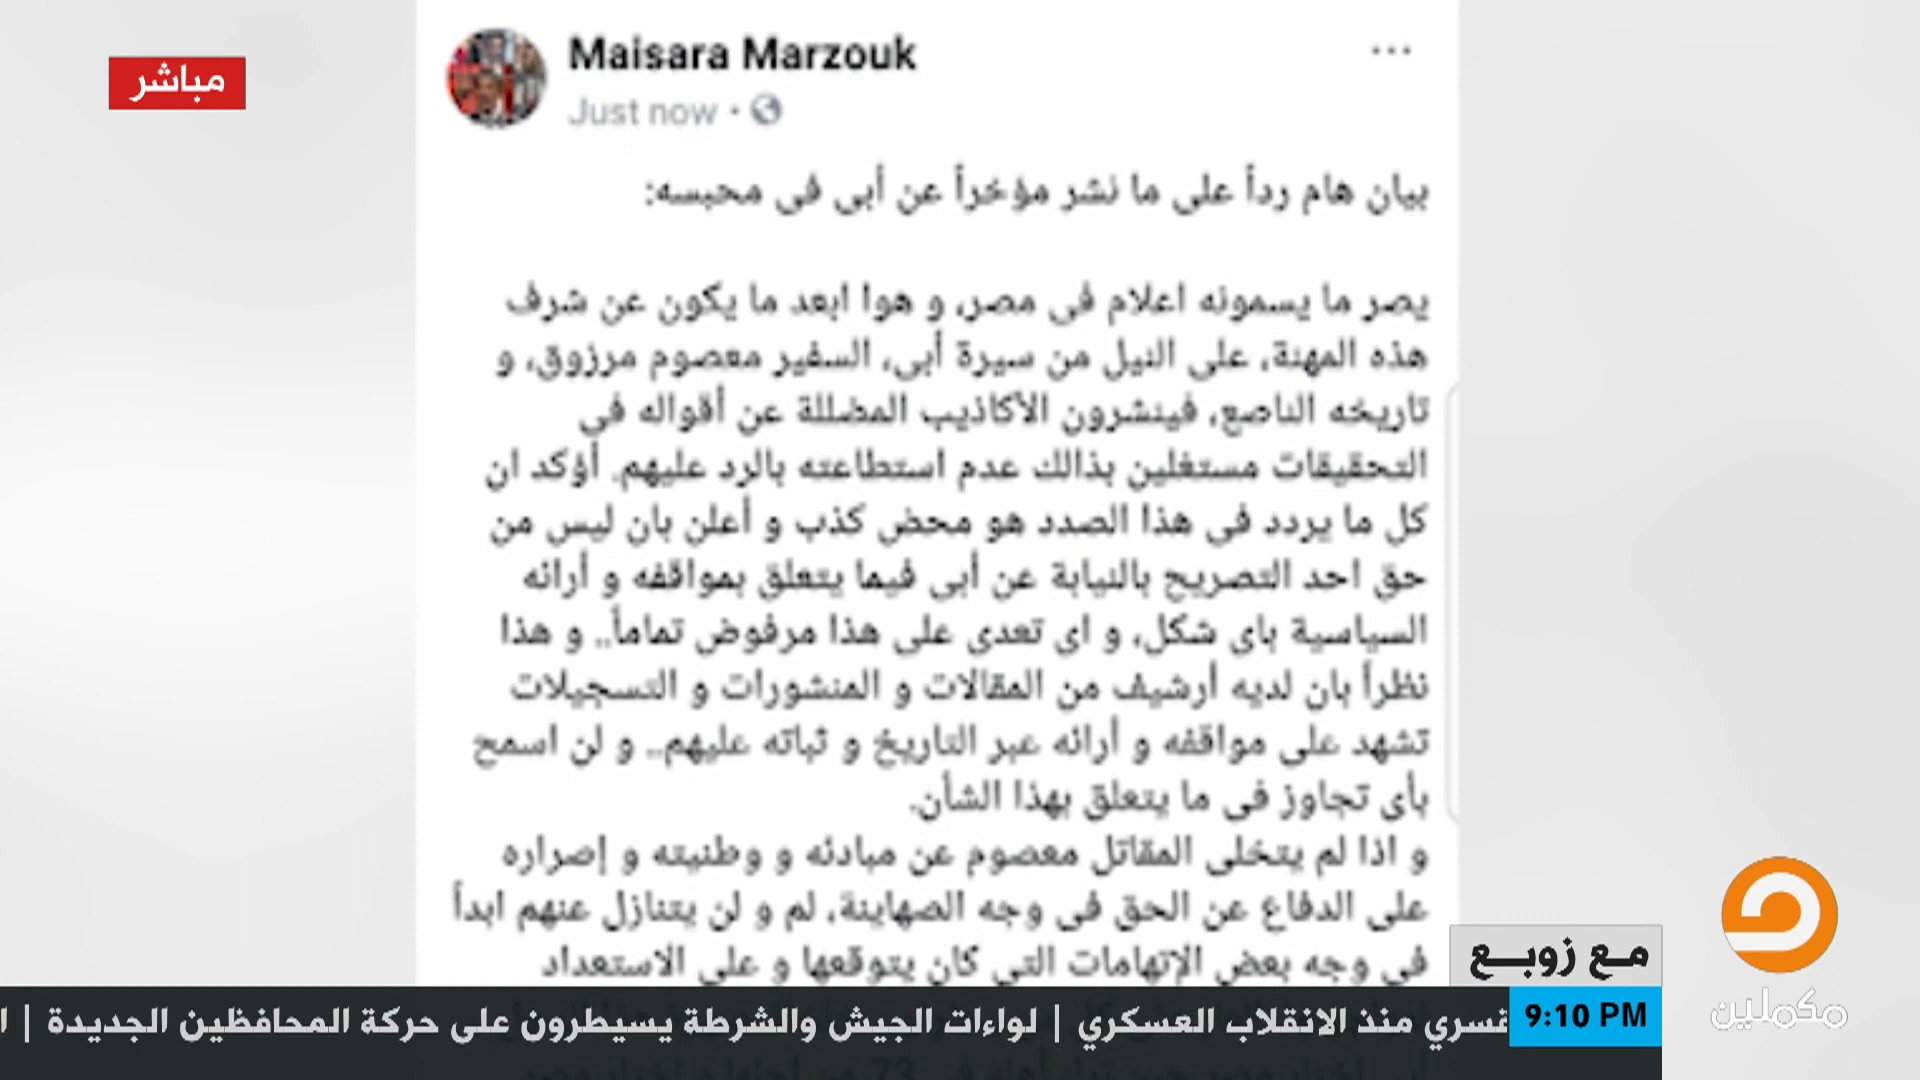 مباشر
Maisara Marzouk
Just now
بيان هام رداً على ما نشر مؤخراً عن أبى فى محبسه:
يصر ما يسمونه اعلام فى مصر، و هوا ابعد ما يكون عن شرف
هذه المهنة، على النيل من سيرة أبى، السفير معصوم مرزوق، و
تاريخه الناصع، فينشرون الأكاذيب المضللة عن أقواله فى
التحقيقات مستغلين بذالك عدم استطاعته بالرد عليهم. أؤكد ان
كل ما يردد فى هذا الصدد هو محض كذب و أعلن بان ليس من
حق احد التصريح بالنيابة عن أبى فيما يتعلق بمواقفه و أرائه
السياسية باى شكل، و اى تعدى على هذا مرفوض تماماً.. و هذا
نظراً بان لديه أرشيف من المقالات و المنشورات و التسجيلات
تشهد على مواقفه و أرائه عبر التاريخ و ثباته عليهم.. و لن اسمح
بأى تجاوز فى ما يتعلق بهذا الشأن.
و اذا لم يتخلى المقاتل معصوم عن مبادئه و وطنيته و إصراره
على الدفاع عن الحق فى وجه الصهاينة، لم و لن يتنازل عنهم ابداً
فى وجه بعض الإتهامات التى كان يتوقعها و على الاستعداد
مع زوبع
مكملين
9:10 PM
قسري منذ الانقلاب العسكري | لواءات الجيش والشرطة يسيطرون على حركة المحافظين الجديدة |